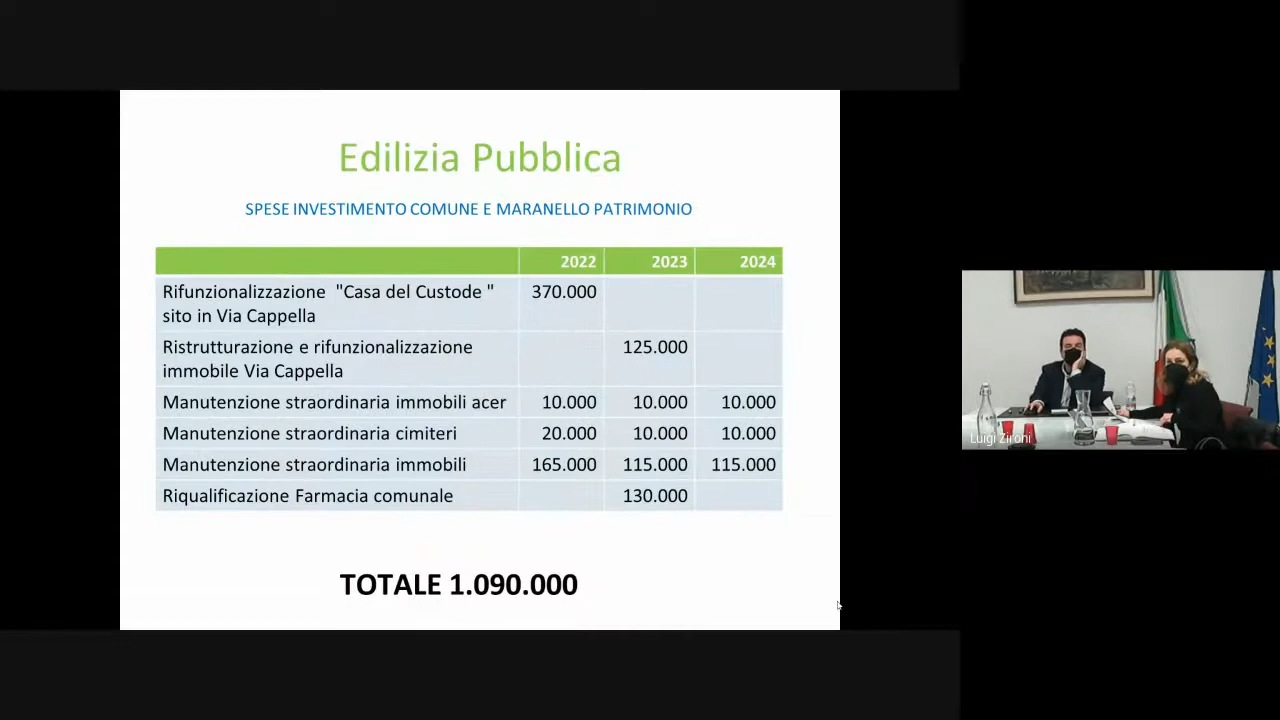 Edilizia Pubblica
SPESE INVESTIMENTO COMUNE E MARANELLO PATRIMONIO
2022 2023 2024
Rifunzionalizzazione "Casa del Custode " 370.000
sito in Via Cappella
Ristrutturazione e rifunzionalizzazione 125.000
immobile Via Cappella
Manutenzione straordinaria immobili acer 10.000 10.000 10.000
Manutenzione straordinaria cimiteri 20.000 10.000 10.000
Manutenzione straordinaria immobili 165.000 115.000 115.000
Riqualificazione Farmacia comunale 130.000
TOTALE 1.090.000
Luigi Zironi